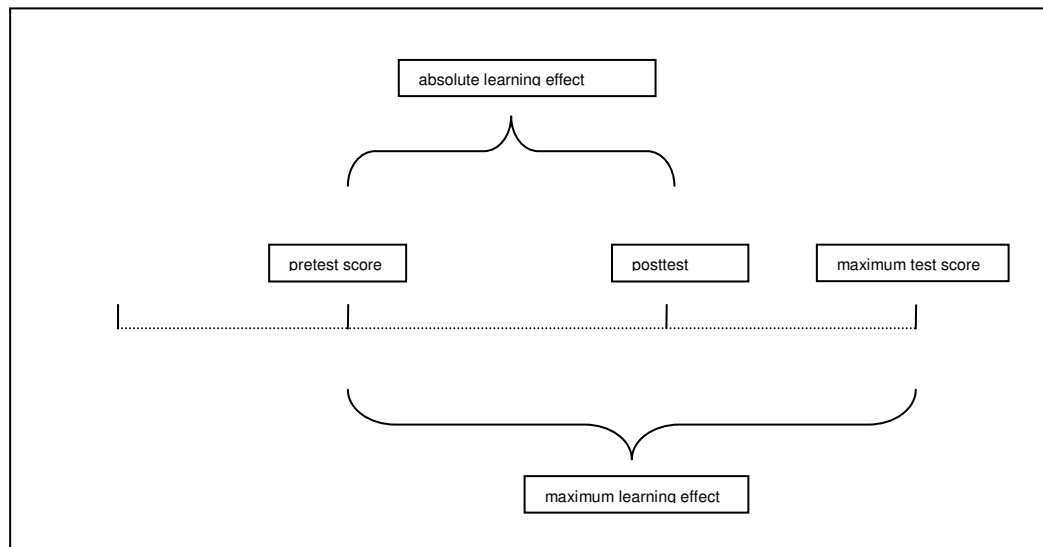 absolute learning effect
pretest score
posttest
maximum test score
maximum learning effect